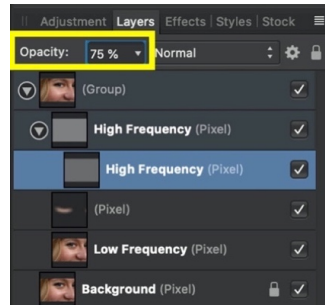 Adjustment Layers Effects Styles Stock
Opacity: 75 % Normal
(Group)
High Frequency (Pixel)
High Frequency (Pixel)
(Pixel)
Low Frequency (Pixel)
Background (Pixel)